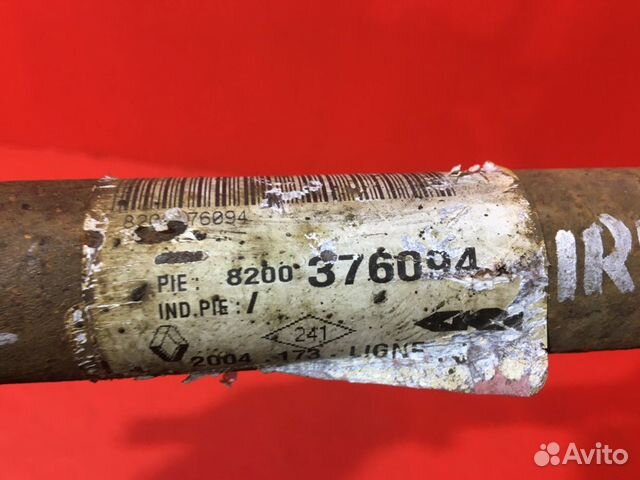 PIE: 8200 376094
IND.PIE: /
241
2004 . 173 . LIGNE
Avito